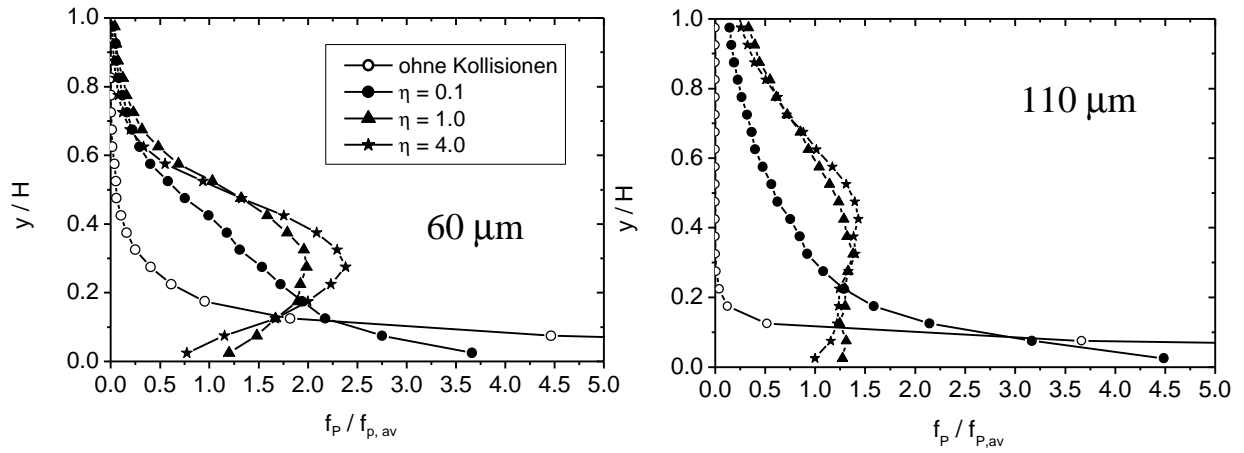 1.0
0.8
0.6
0.4
0.2
0.0
y / H
ohne Kollisionen
η = 0.1
η = 1.0
η = 4.0
60 μm
0.0 0.5 1.0 1.5 2.0 2.5 3.0 3.5 4.0 4.5 5.0
f_P / f_p, av
1.0
0.8
0.6
0.4
0.2
0.0
y / H
110 μm
0.0 0.5 1.0 1.5 2.0 2.5 3.0 3.5 4.0 4.5 5.0
f_P / f_P,av